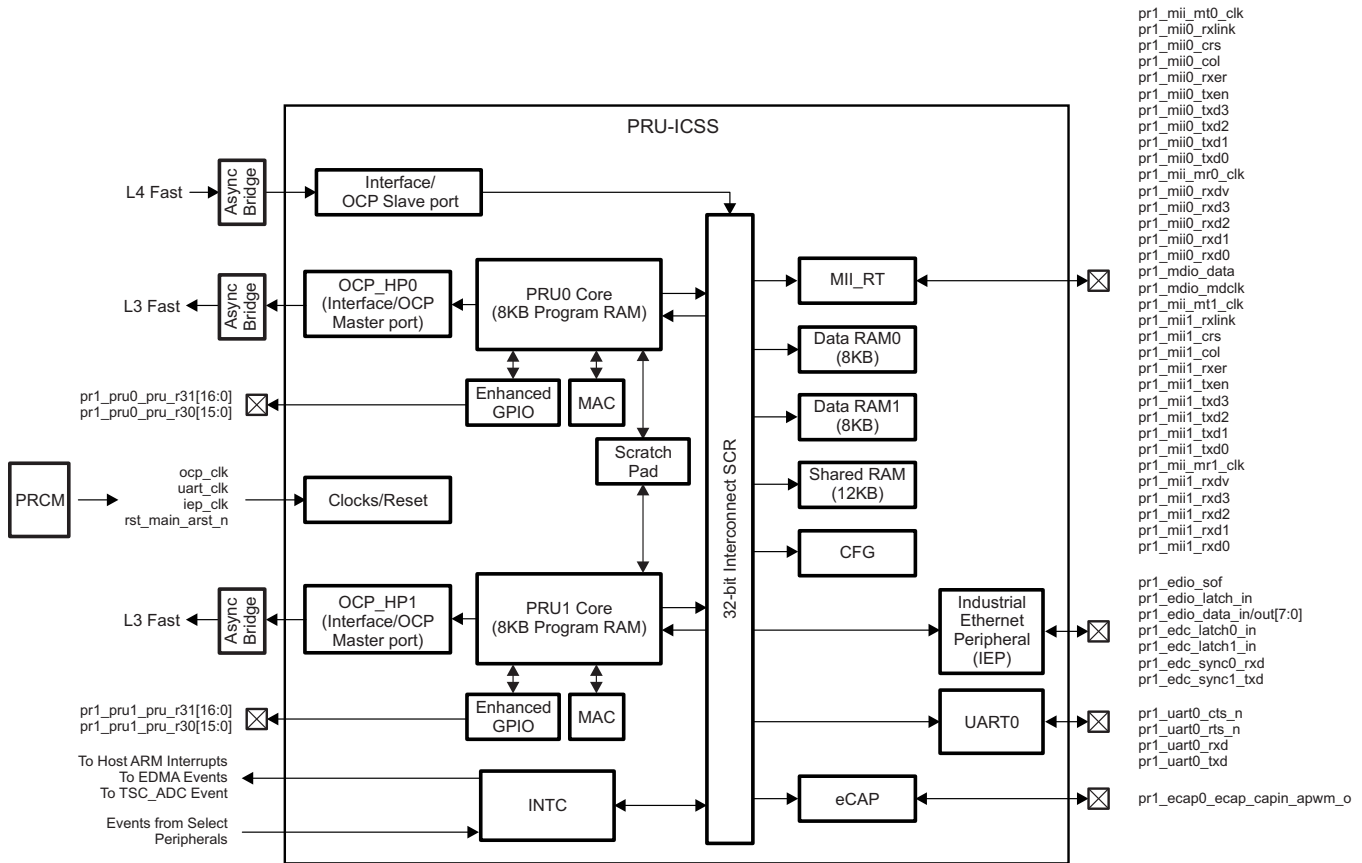 PRU-ICSS
L4 Fast
Async
Bridge
Interface/
OCP Slave port
L3 Fast
Async
Bridge
OCP_HP0
(Interface/OCP
Master port)
PRU0 Core
(8KB Program RAM)
pr1_pru0_pru_r31[16:0]
pr1_pru0_pru_r30[15:0]
Enhanced
GPIO
MAC
Scratch
Pad
PRCM
ocp_clk
uart_clk
iep_clk
rst_main_arst_n
Clocks/Reset
L3 Fast
Async
Bridge
OCP_HP1
(Interface/OCP
Master port)
PRU1 Core
(8KB Program RAM)
pr1_pru1_pru_r31[16:0]
pr1_pru1_pru_r30[15:0]
Enhanced
GPIO
MAC
To Host ARM Interrupts
To EDMA Events
To TSC_ADC Event
Events from Select
Peripherals
INTC
32-bit Interconnect SCR
MII_RT
Data RAM0
(8KB)
Data RAM1
(8KB)
Shared RAM
(12KB)
CFG
Industrial
Ethernet
Peripheral
(IEP)
UART0
eCAP
pr1_mii_mt0_clk
pr1_mii0_rxlink
pr1_mii0_crs
pr1_mii0_col
pr1_mii0_rxer
pr1_mii0_txen
pr1_mii0_txd3
pr1_mii0_txd2
pr1_mii0_txd1
pr1_mii0_txd0
pr1_mii_mr0_clk
pr1_mii0_rxdv
pr1_mii0_rxd3
pr1_mii0_rxd2
pr1_mii0_rxd1
pr1_mii0_rxd0
pr1_mdio_data
pr1_mdio_mdclk
pr1_mii_mt1_clk
pr1_mii1_rxlink
pr1_mii1_crs
pr1_mii1_col
pr1_mii1_rxer
pr1_mii1_txen
pr1_mii1_txd3
pr1_mii1_txd2
pr1_mii1_txd1
pr1_mii1_txd0
pr1_mii_mr1_clk
pr1_mii1_rxdv
pr1_mii1_rxd3
pr1_mii1_rxd2
pr1_mii1_rxd1
pr1_mii1_rxd0
pr1_edio_sof
pr1_edio_latch_in
pr1_edio_data_in/out[7:0]
pr1_edc_latch0_in
pr1_edc_latch1_in
pr1_edc_sync0_rxd
pr1_edc_sync1_txd
pr1_uart0_cts_n
pr1_uart0_rts_n
pr1_uart0_rxd
pr1_uart0_txd
pr1_ecap0_ecap_capin_apwm_o